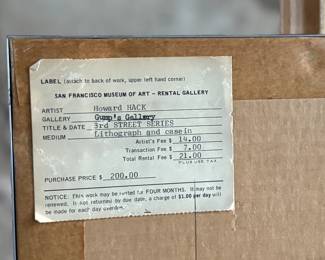 LABEL (attach to back of work, upper left hand corner)
SAN FRANCISCO MUSEUM OF ART – RENTAL GALLERY
ARTIST Howard HACK
GALLERY Gump's Gallery
TITLE & DATE 3rd STREET SERIES
MEDIUM Lithograph and casein
Artist's Fee $ 14.00
Transaction Fee $ 7.00
Total Rental Fee $ 21.00
PLUS USE TAX
PURCHASE PRICE $ 200.00
NOTICE: This work may be rented for FOUR MONTHS. It may not be
renewed. If not returned by due date, a charge of $1.00 per day will
be made for each day overdue.